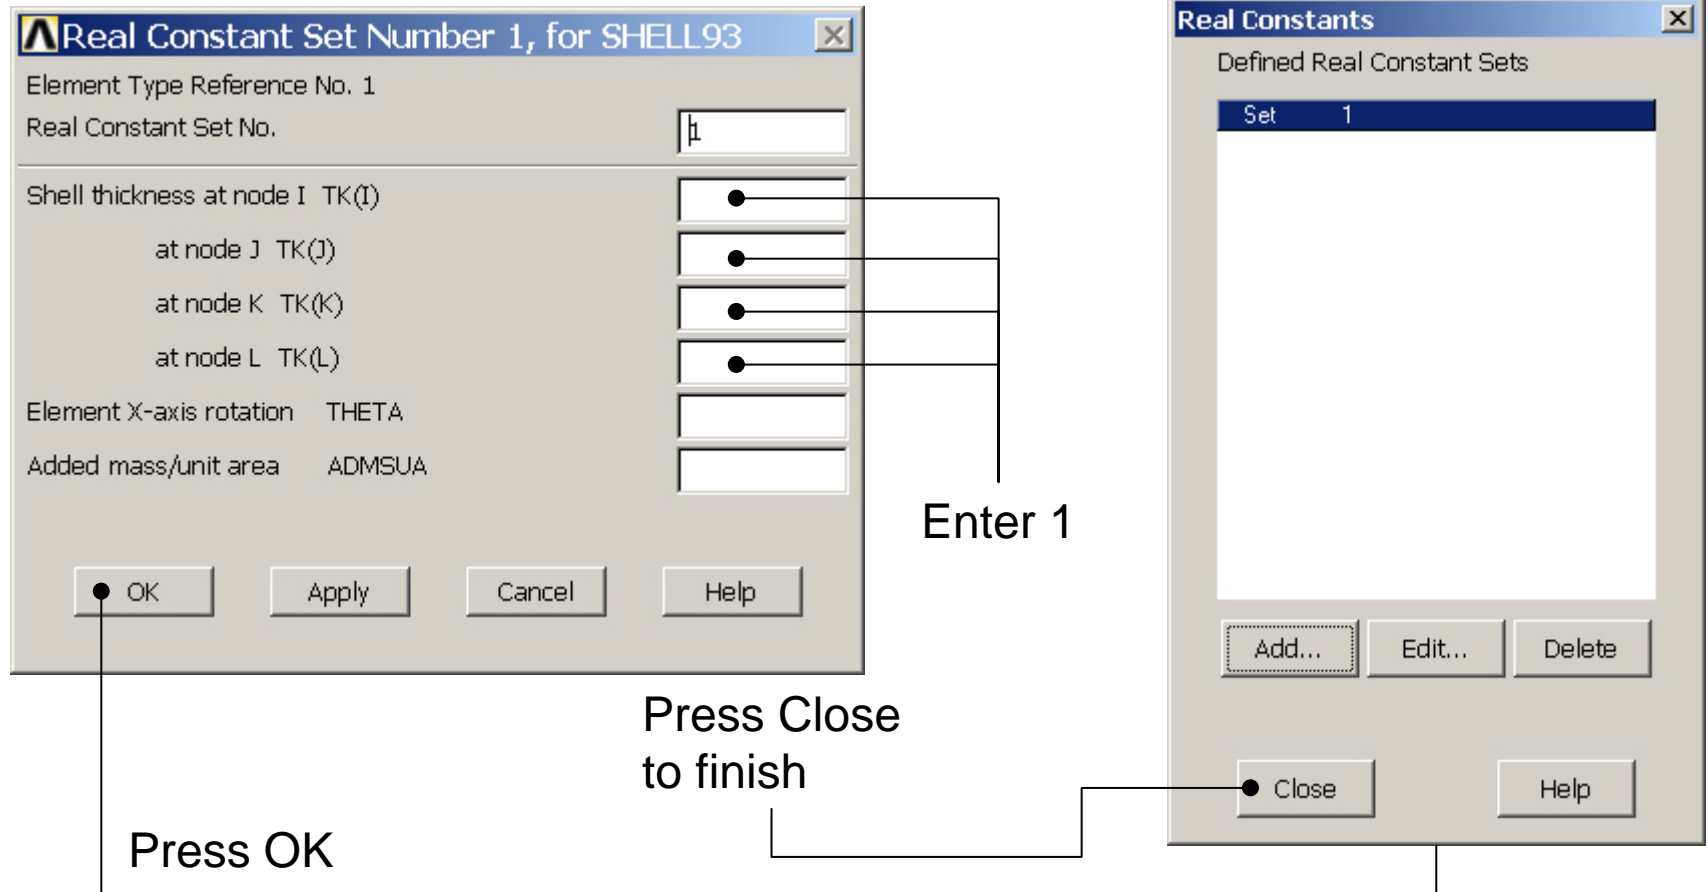 Real Constant Set Number 1, for SHELL93
Element Type Reference No. 1
Real Constant Set No. 1
Shell thickness at node I TK(I)
at node J TK(J)
at node K TK(K)
at node L TK(L)
Element X-axis rotation THETA
Added mass/unit area ADMSUA
OK Apply Cancel Help
Enter 1
Press OK
Real Constants
Defined Real Constant Sets
Set 1
Add... Edit... Delete
Close Help
Press Close
to finish